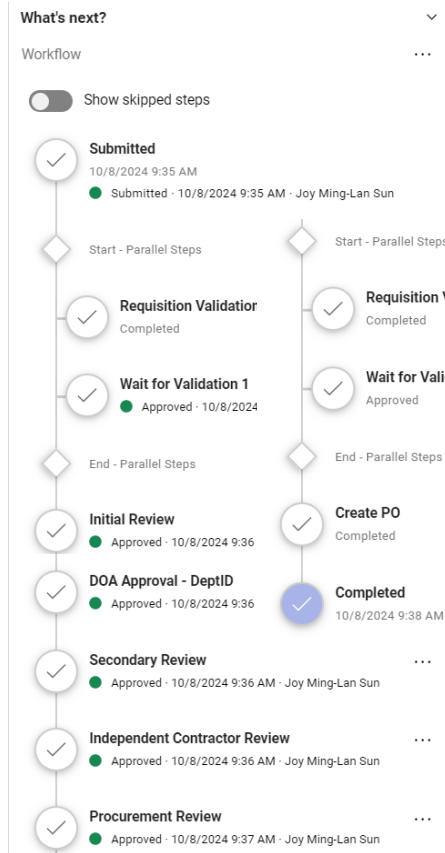 What's next?
Workflow
Show skipped steps
Submitted
10/8/2024 9:35 AM
Submitted · 10/8/2024 9:35 AM · Joy Ming-Lan Sun
Start - Parallel Steps
Requisition Validation
Completed
Wait for Validation 1
Approved · 10/8/2024
End - Parallel Steps
Initial Review
Approved · 10/8/2024 9:36
DOA Approval - DeptID
Approved · 10/8/2024 9:36
Secondary Review
Approved · 10/8/2024 9:36 AM · Joy Ming-Lan Sun
Independent Contractor Review
Approved · 10/8/2024 9:36 AM · Joy Ming-Lan Sun
Procurement Review
Approved · 10/8/2024 9:37 AM · Joy Ming-Lan Sun
Start - Parallel Steps
Requisition V
Completed
Wait for Vali
Approved
End - Parallel Steps
Create PO
Completed
Completed
10/8/2024 9:38 AM